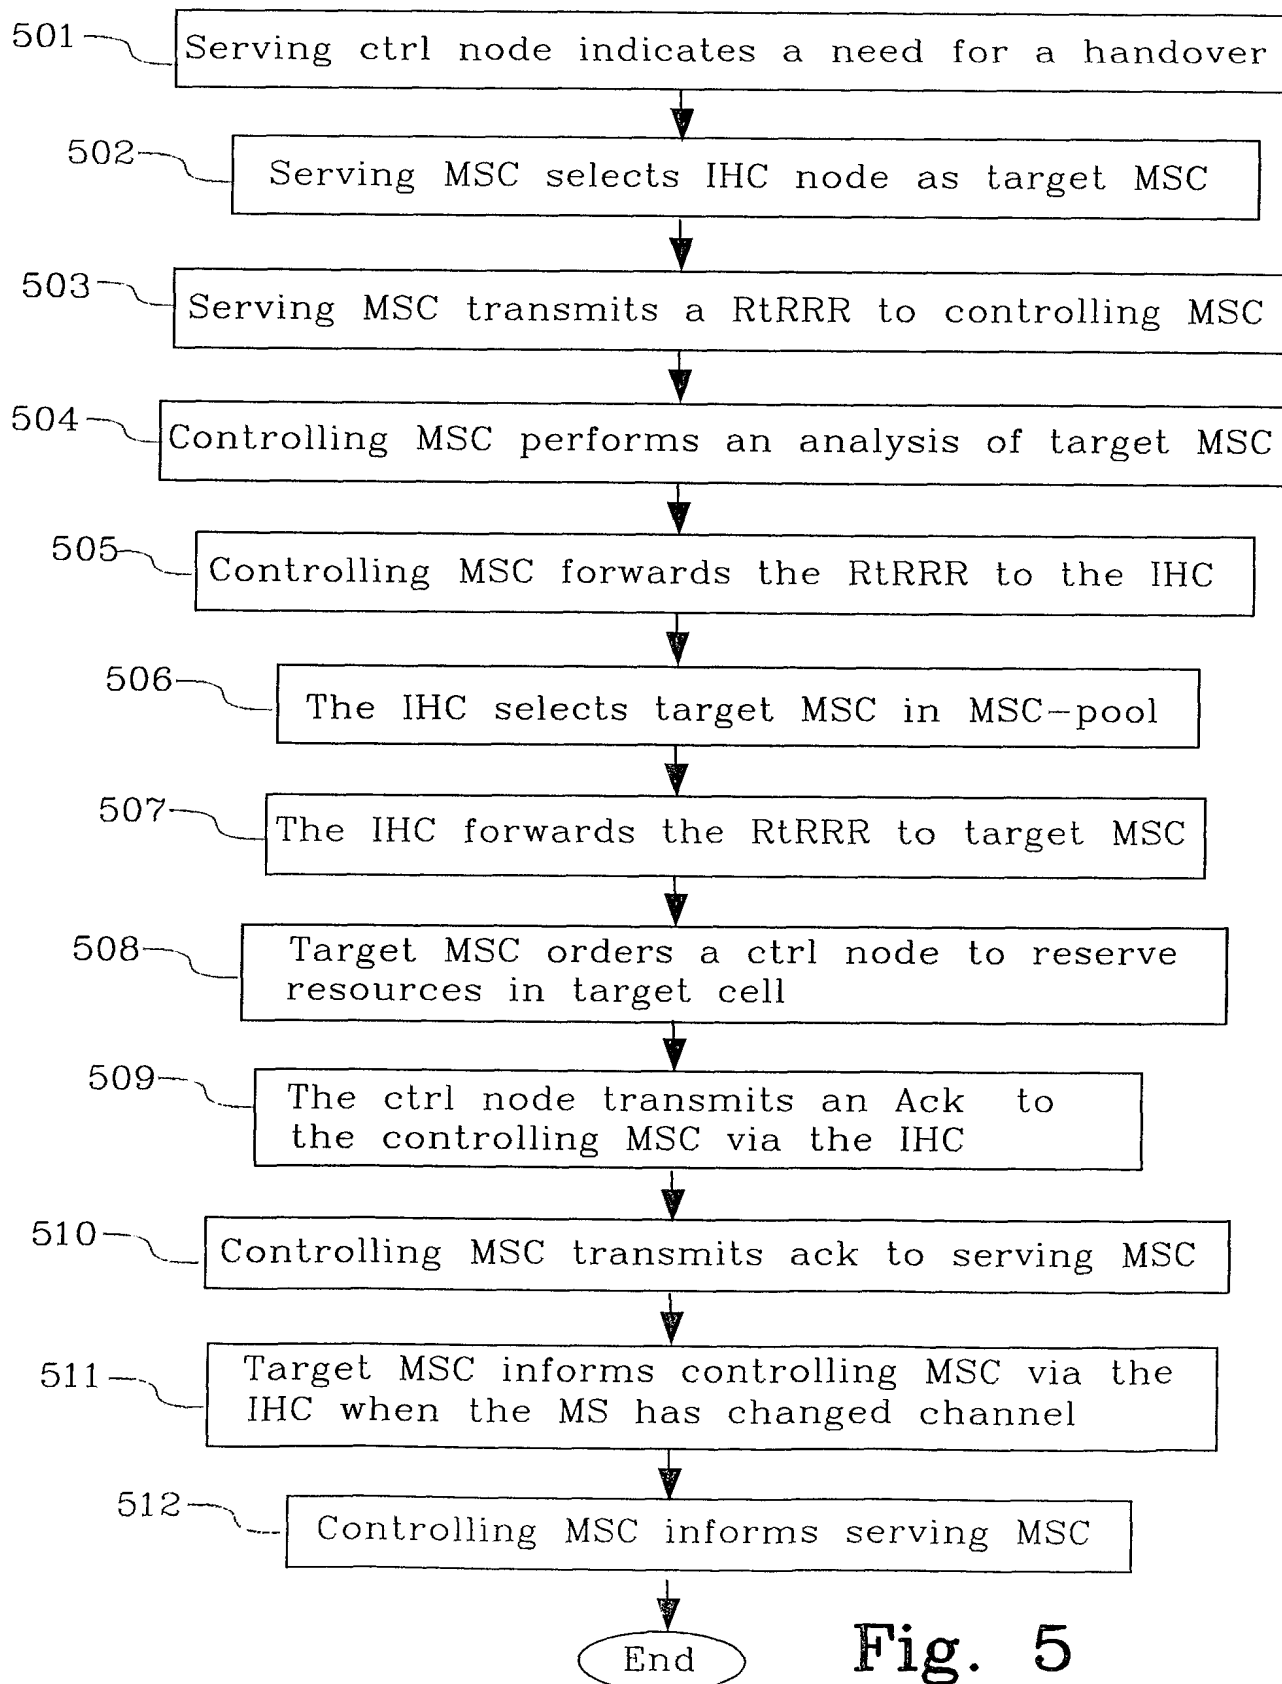 501
Serving ctrl node indicates a need for a handover
502
Serving MSC selects IHC node as target MSC
503
Serving MSC transmits a RtRRR to controlling MSC
504
Controlling MSC performs an analysis of target MSC
505
Controlling MSC forwards the RtRRR to the IHC
506
The IHC selects target MSC in MSC-pool
507
The IHC forwards the RtRRR to target MSC
508
Target MSC orders a ctrl node to reserve
resources in target cell
509
The ctrl node transmits an Ack to
the controlling MSC via the IHC
510
Controlling MSC transmits ack to serving MSC
511
Target MSC informs controlling MSC via the
IHC when the MS has changed channel
512
Controlling MSC informs serving MSC
End
Fig. 5